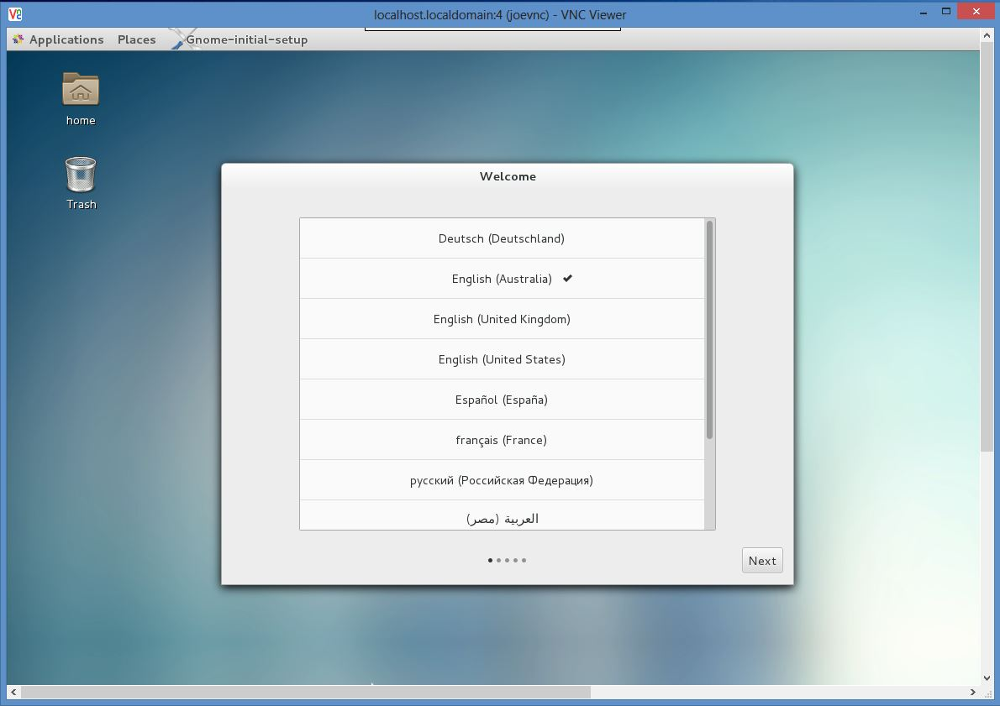 localhost.localdomain:4 (joevnc) - VNC Viewer
Applications Places Gnome-initial-setup
home
Trash
Welcome
Deutsch (Deutschland)
English (Australia)
English (United Kingdom)
English (United States)
Español (España)
français (France)
русский (Российская Федерация)
العربية (مصر)
Next